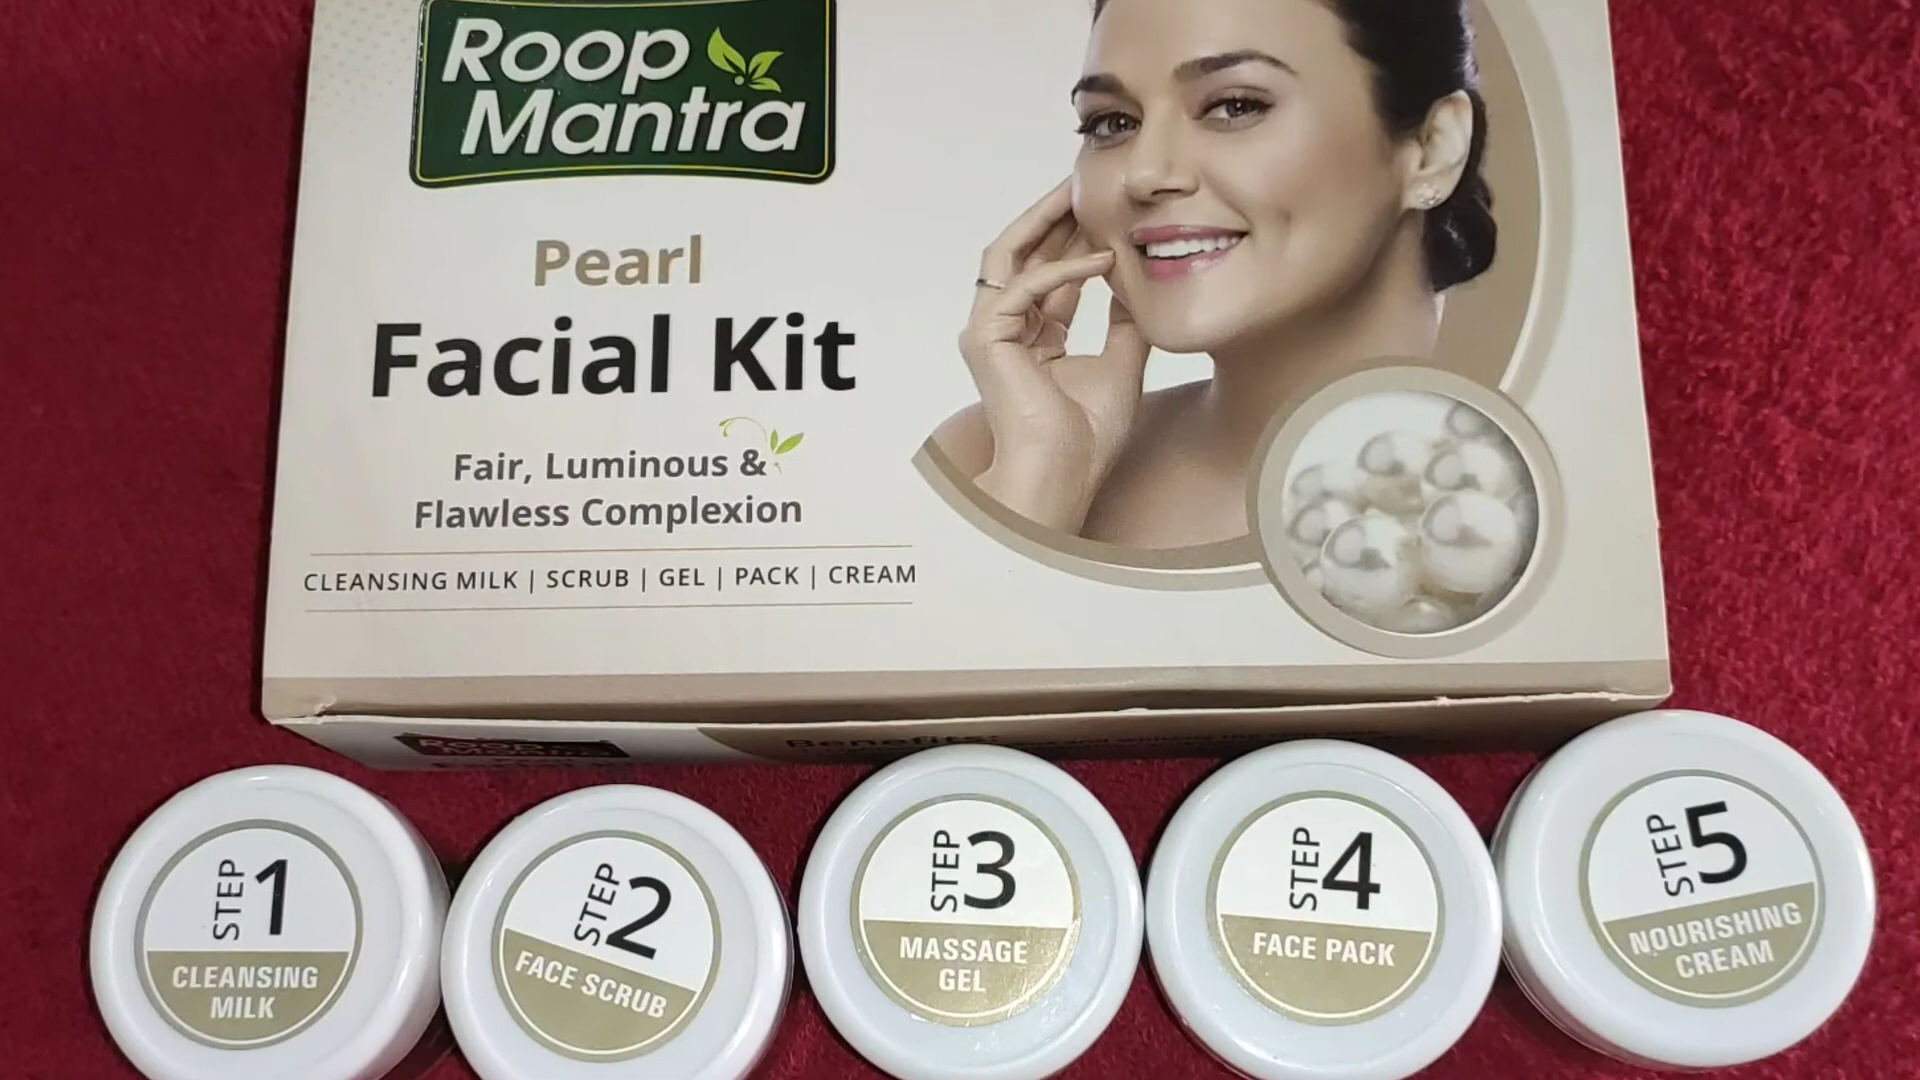 Roop
Mantra
Pearl
Facial Kit
Fair, Luminous &
Flawless Complexion
CLEANSING MILK | SCRUB | GEL | PACK | CREAM
Benefits:
STEP 1
CLEANSING
MILK
STEP 2
FACE SCRUB
STEP 3
MASSAGE
GEL
STEP 4
FACE PACK
STEP 5
NOURISHING
CREAM